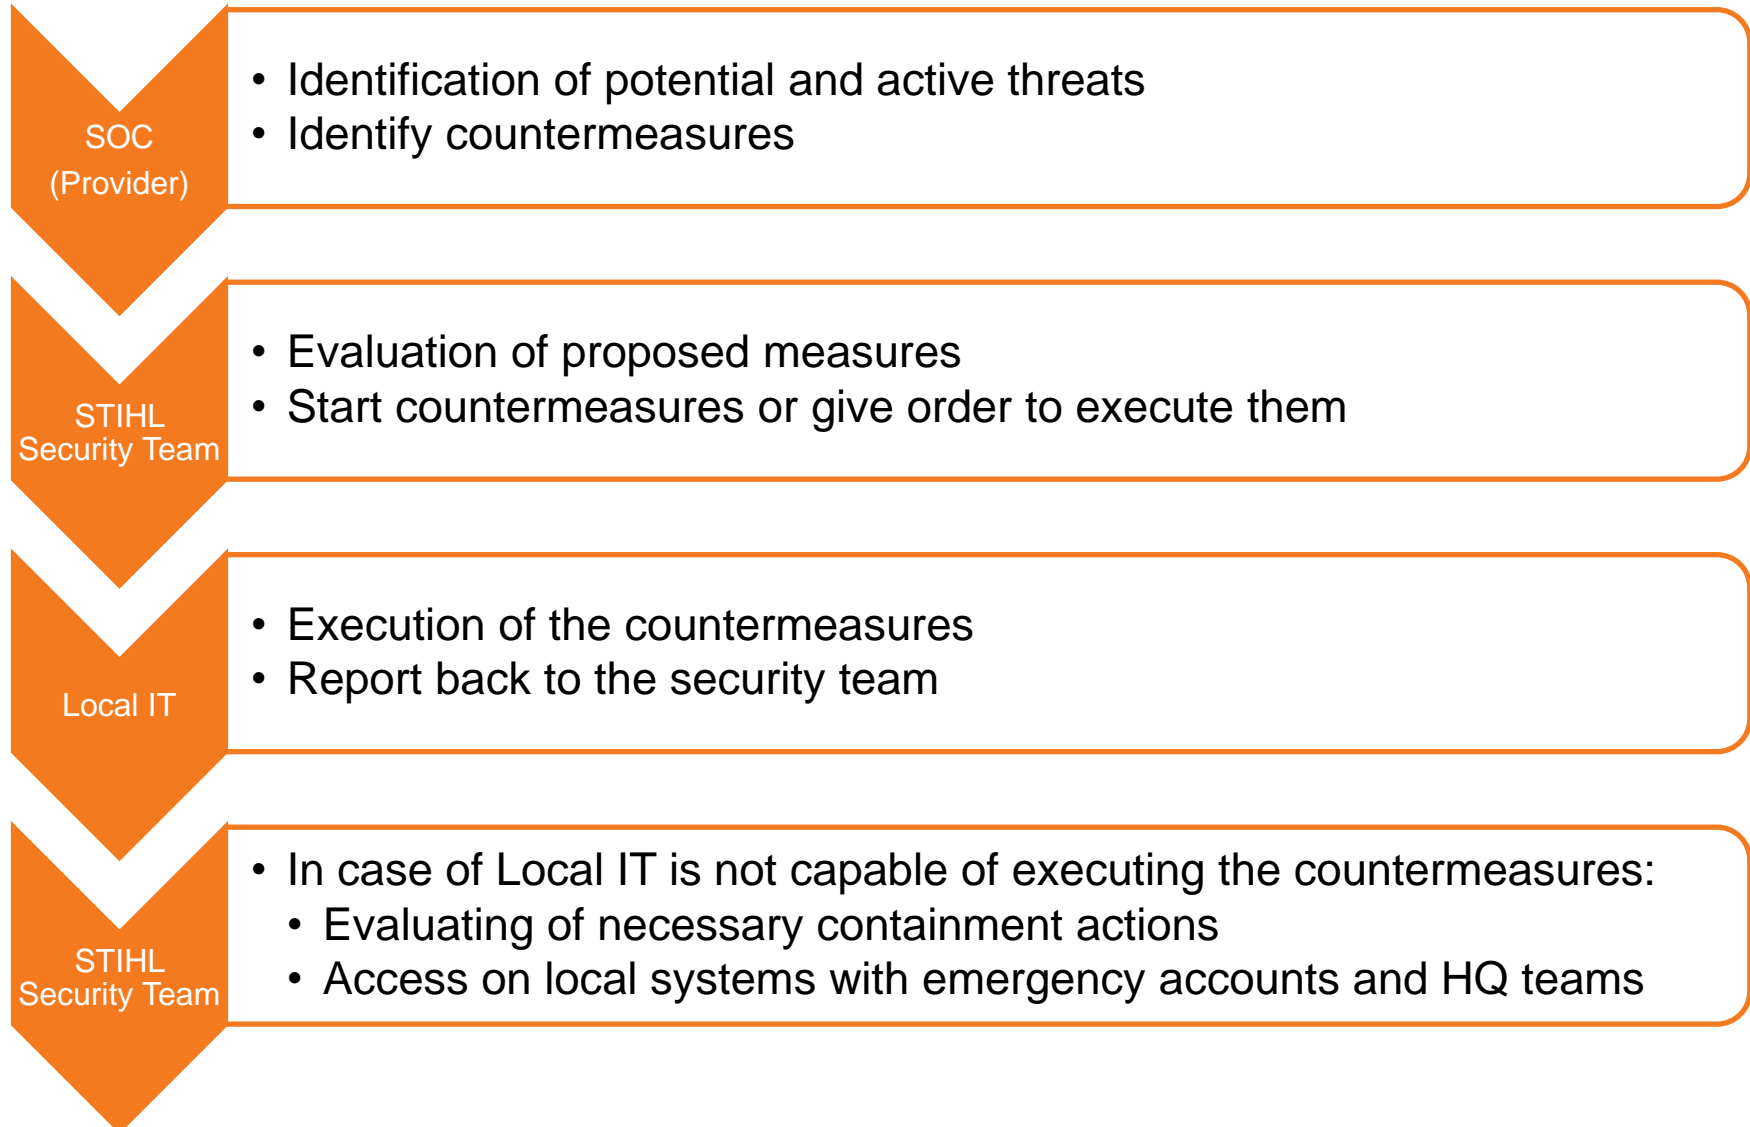 SOC
(Provider)
• Identification of potential and active threats
• Identify countermeasures
STIHL
Security Team
• Evaluation of proposed measures
• Start countermeasures or give order to execute them
Local IT
• Execution of the countermeasures
• Report back to the security team
STIHL
Security Team
• In case of Local IT is not capable of executing the countermeasures:
• Evaluating of necessary containment actions
• Access on local systems with emergency accounts and HQ teams